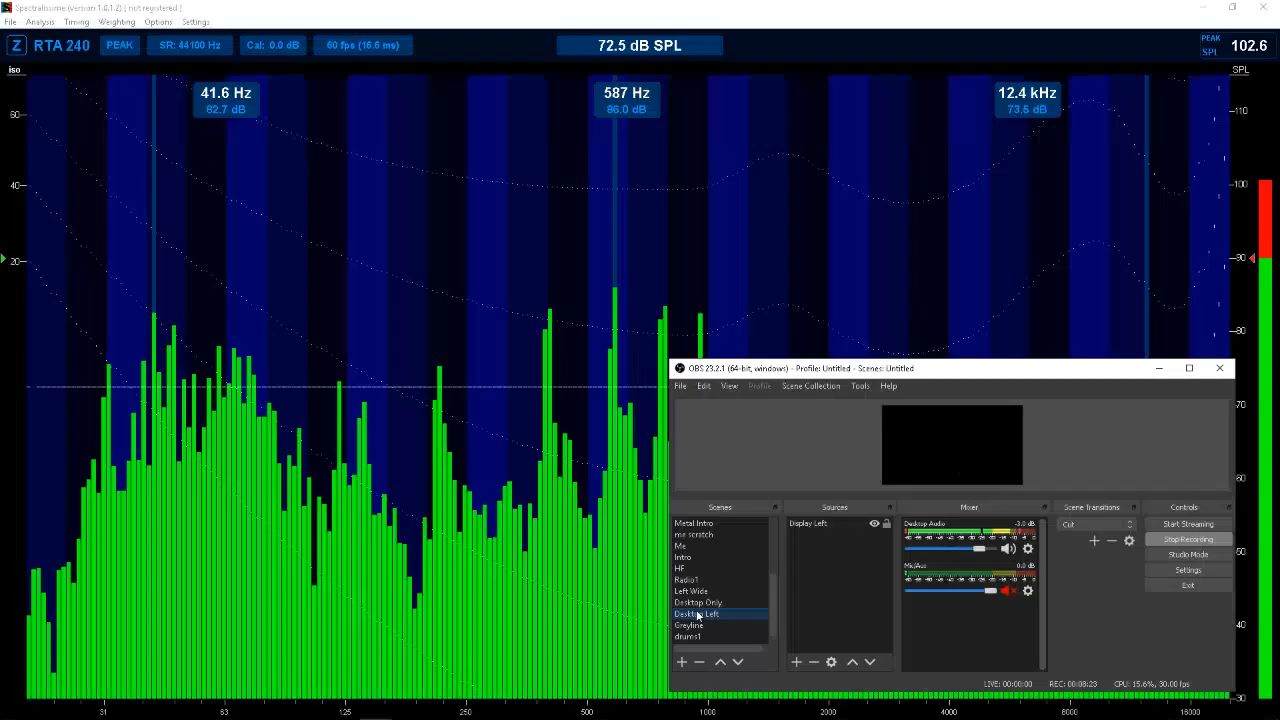 Spectralissime (version 1.0.1.2) [ not registered ]
File Analysis Timing Weighting Options Settings
Z RTA 240 PEAK SR: 44100 Hz Cal: 0.0 dB 60 fps (16.6 ms) 72.5 dB SPL PEAK SPL 102.6
iso SPL
41.6 Hz 587 Hz 12.4 kHz
82.7 dB 86.0 dB 73.5 dB
60 110
40 100
20 90
80
OBS 23.2.1 (64-bit, windows) - Profile: Untitled - Scenes: Untitled
File Edit View Profile Scene Collection Tools Help
70
60
Scenes Sources Mixer Scene Transitions Controls
Metal Intro Display Left Desktop Audio -3.0 dB Cut Start Streaming
me scratch
Me Stop Recording
Intro 50 Studio Mode
HF Mic/Aux 0.0 dB Settings
Radio1
Left Wide Exit
Desktop Only
Desktop Left
Greyline 40
drums1
LIVE: 00:00:00 REC: 00:08:23 CPU: 15.6%, 30.00 fps
30
31 63 125 250 500 1000 2000 4000 8000 16000